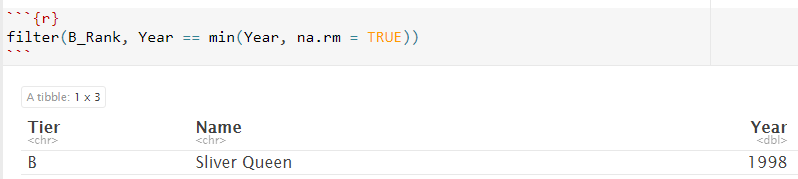 ```{r}
filter(B_Rank, Year == min(Year, na.rm = TRUE))
```
A tibble: 1 x 3
Tier Name Year
<chr> <chr> <dbl>
B Sliver Queen 1998